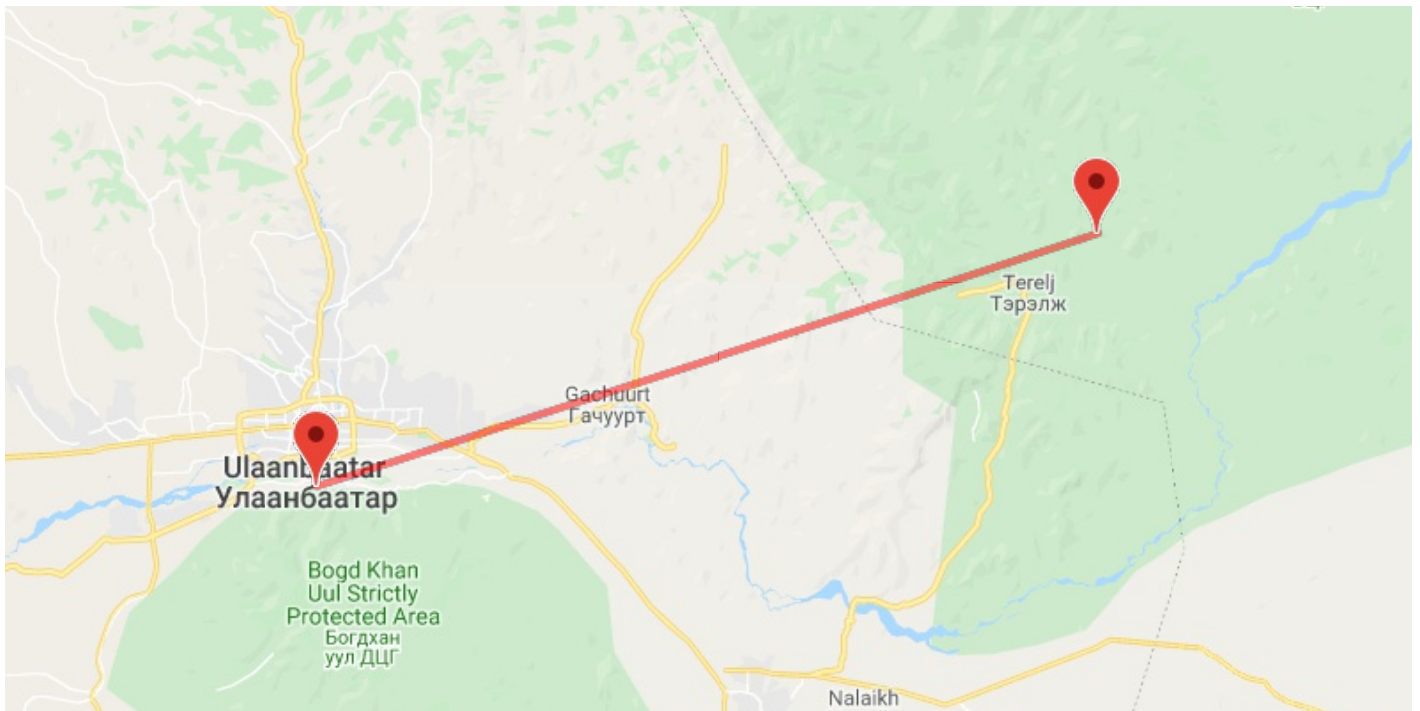 Terelj
Тэрэлж
Gachuurt
Гачуурт
Ulaanbaatar
Улаанбаатар
Bogd Khan
Uul Strictly
Protected Area
Богдхан
уул ДЦГ
Nalaikh